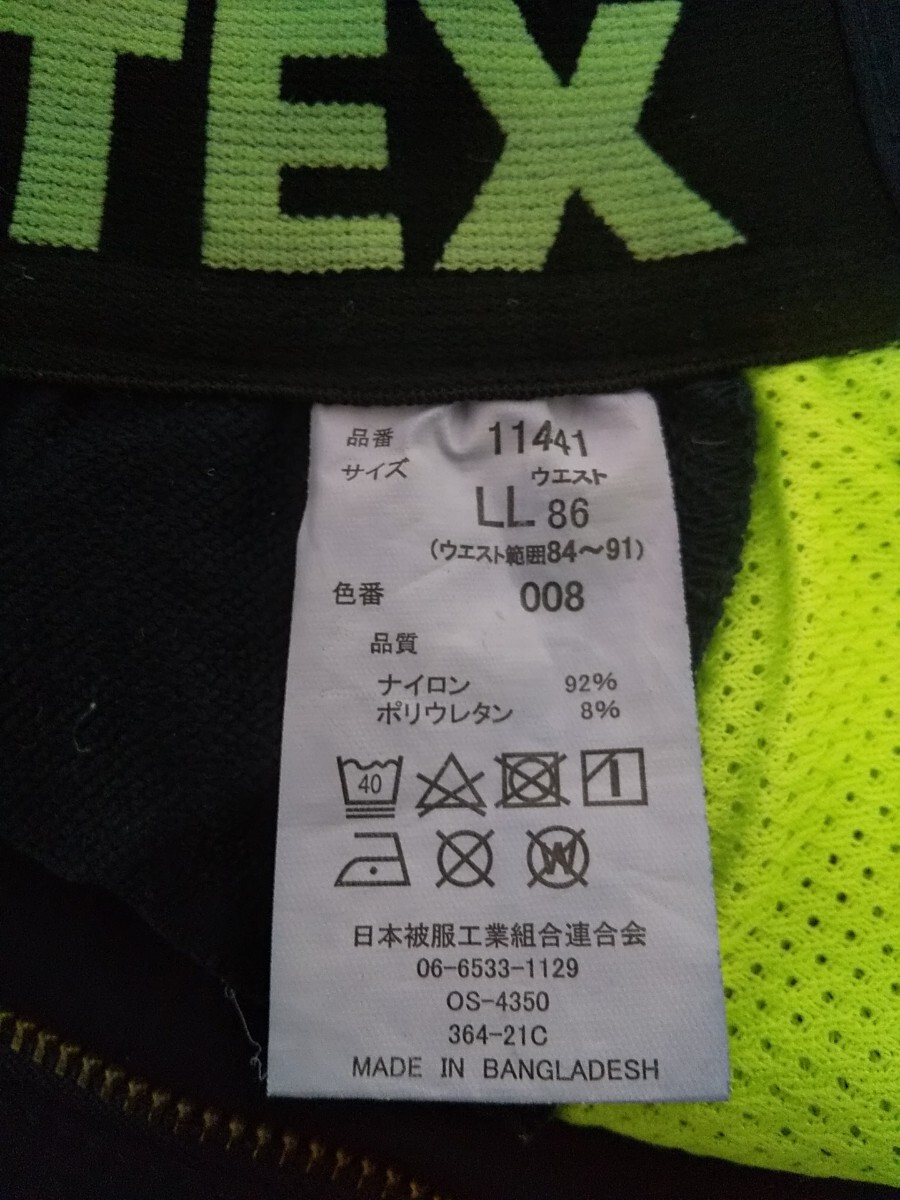 TEX
品番 11441
サイズ ウエスト
LL 86
(ウエスト範囲84〜91)
色番 008
品質
ナイロン 92%
ポリウレタン 8%
40
W
日本被服工業組合連合会
06-6533-1129
OS-4350
364-21C
MADE IN BANGLADESH